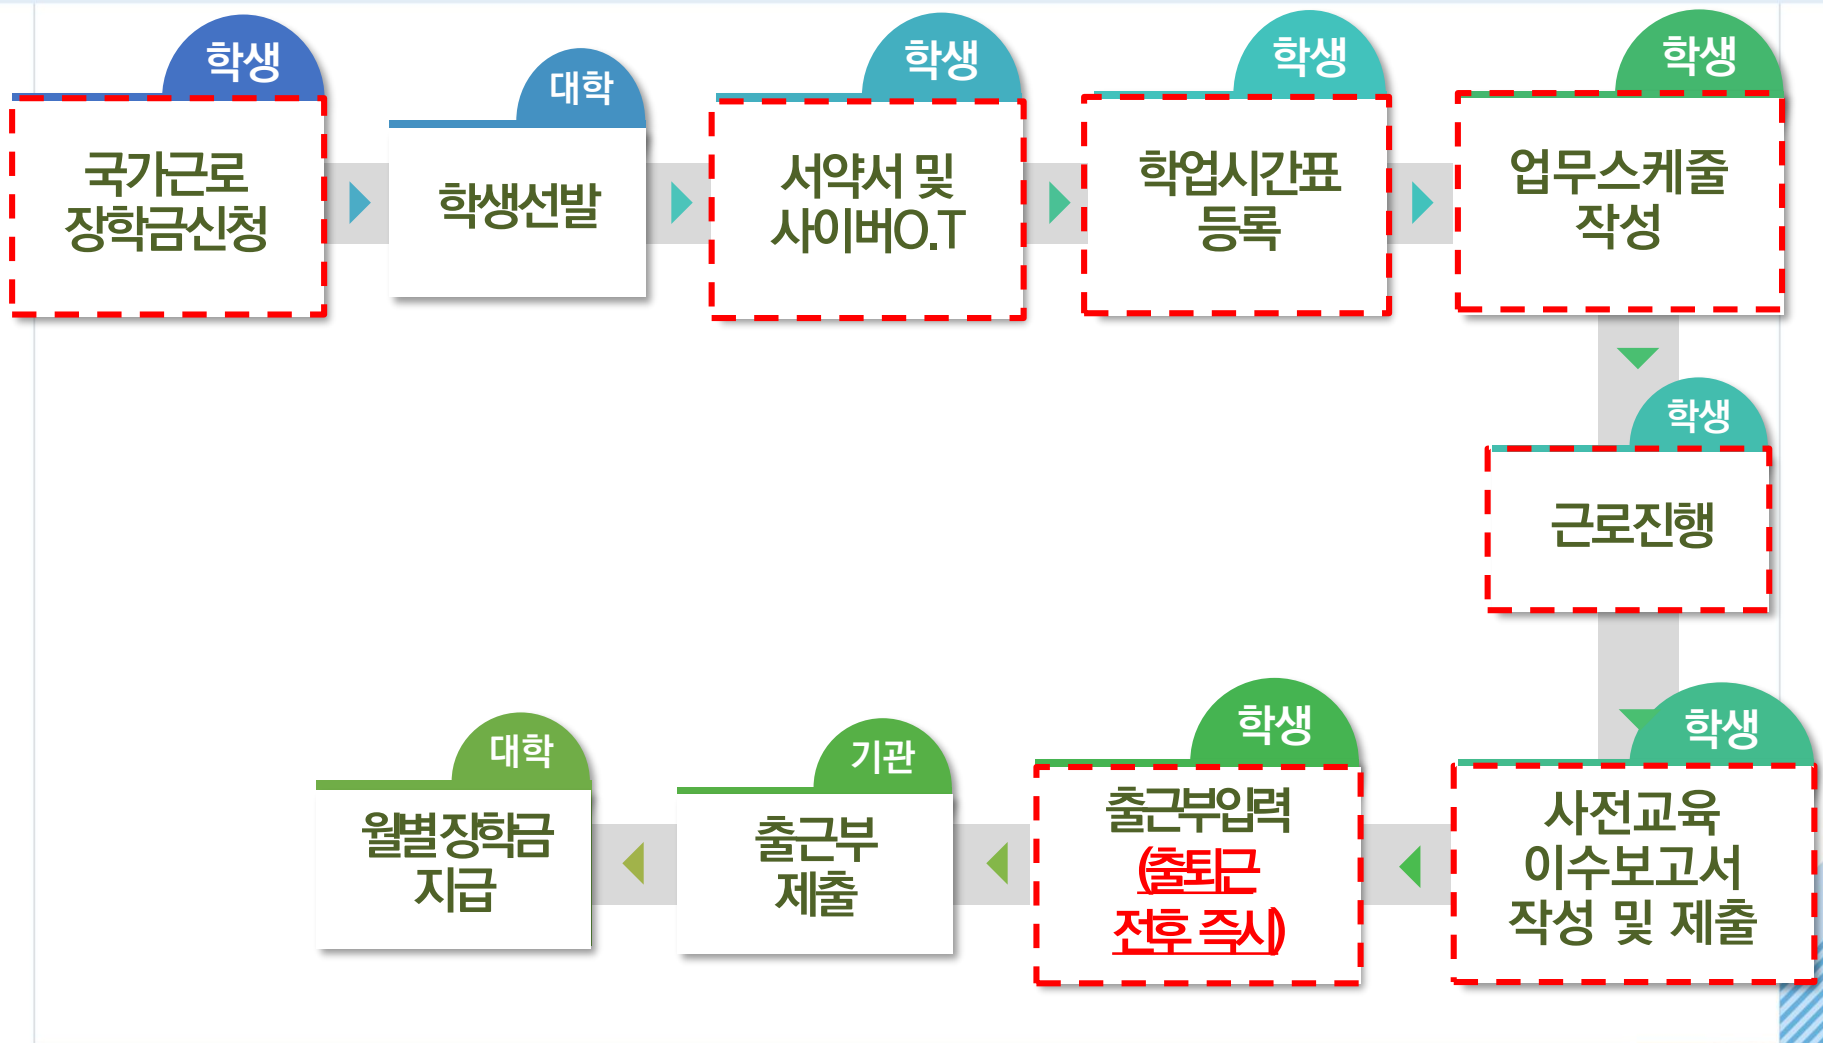 학생
국가근로
장학금신청
대학
학생선발
학생
서약서 및
사이버O.T
학생
학업시간표
등록
학생
업무스케줄
작성
학생
근로진행
학생
사전교육
이수보고서
작성 및 제출
학생
출근부입력
(출퇴근
전후 즉시)
기관
출근부
제출
대학
월별 장학금
지급